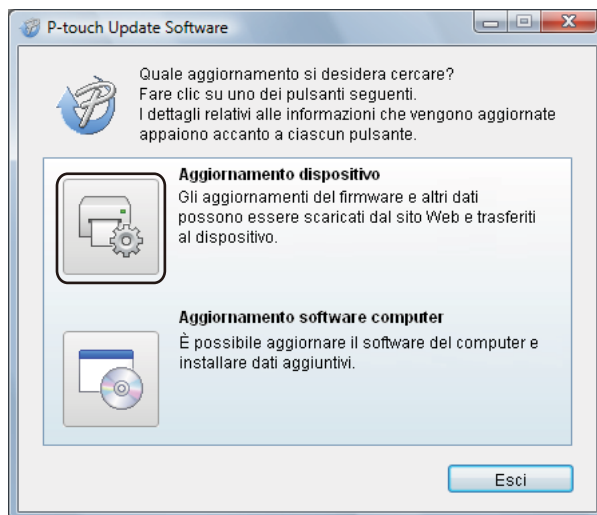 P-touch Update Software
Quale aggiornamento si desidera cercare?
Fare clic su uno dei pulsanti seguenti.
I dettagli relativi alle informazioni che vengono aggiornate
appaiono accanto a ciascun pulsante.
Aggiornamento dispositivo
Gli aggiornamenti del firmware e altri dati
possono essere scaricati dal sito Web e trasferiti
al dispositivo.
Aggiornamento software computer
È possibile aggiornare il software del computer e
installare dati aggiuntivi.
Esci